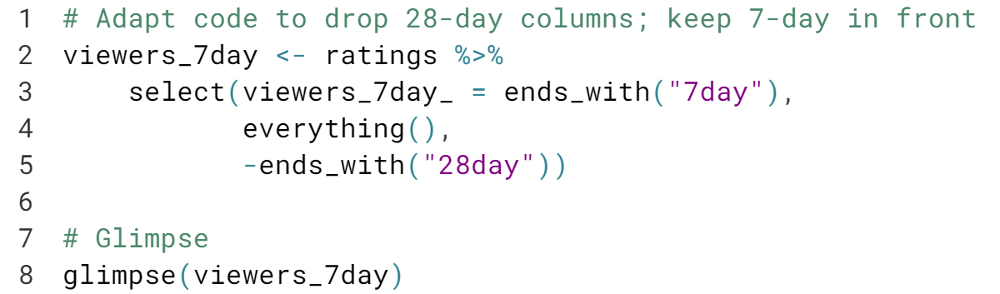 1 # Adapt code to drop 28-day columns; keep 7-day in front
2 viewers_7day <- ratings %>%
3     select(viewers_7day_ = ends_with("7day"),
4            everything(),
5            -ends_with("28day"))
6
7 # Glimpse
8 glimpse(viewers_7day)